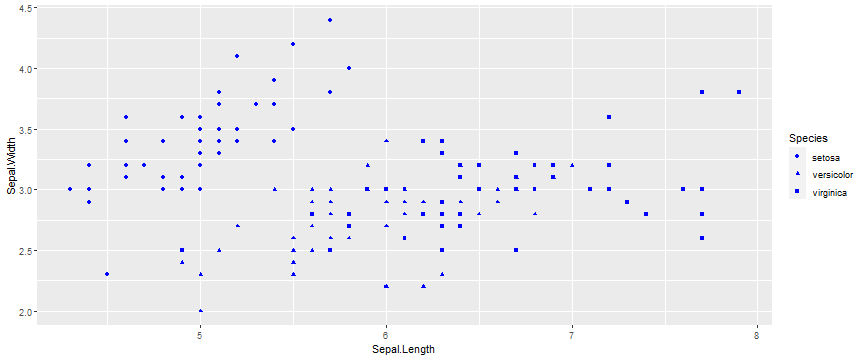 4.5
4.0
3.5
3.0
2.5
2.0
Sepal.Width
5
6
7
8
Sepal.Length
Species
setosa
versicolor
virginica